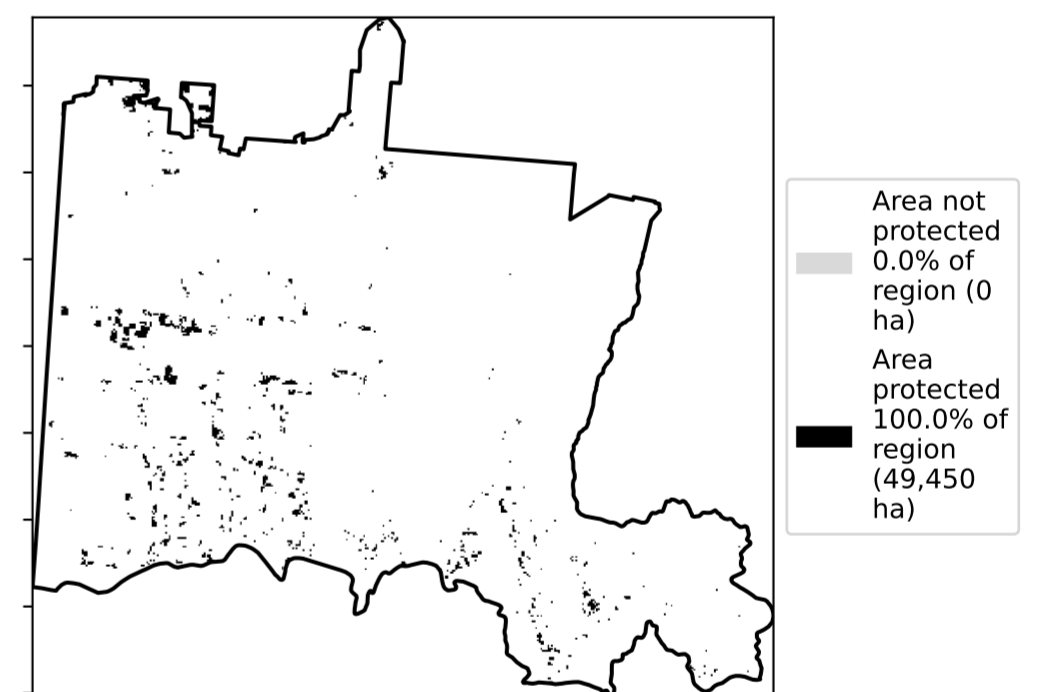 Area not
protected
0.0% of
region (0
ha)
Area
protected
100.0% of
region
(49,450
ha)